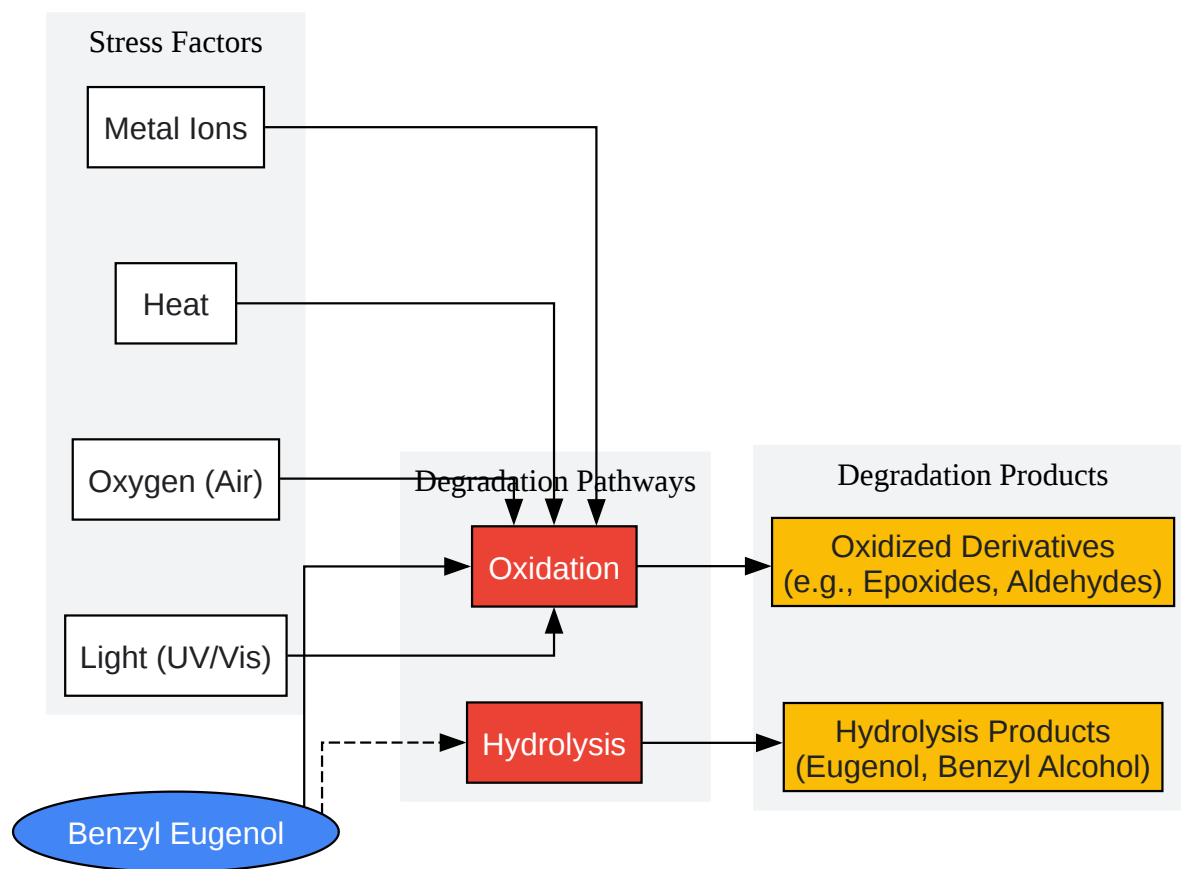 Stress Factors
Metal Ions
Heat
Oxygen (Air)
Light (UV/Vis)
Benzyl Eugenol
Degradation Pathways
Oxidation
Hydrolysis
Degradation Products
Oxidized Derivatives
(e.g., Epoxides, Aldehydes)
Hydrolysis Products
(Eugenol, Benzyl Alcohol)